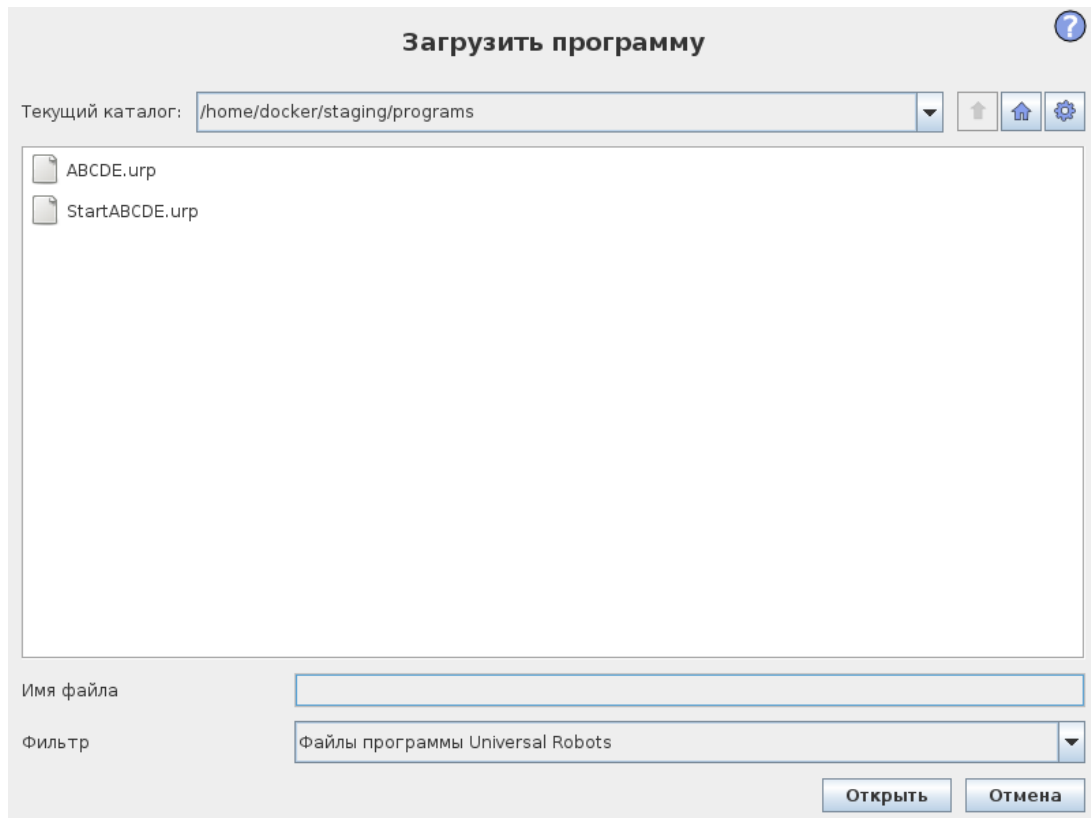 Загрузить программу
?
Текущий каталог: /home/docker/staging/programs
ABCDE.urp
StartABCDE.urp
Имя файла
Фильтр Файлы программы Universal Robots
Открыть Отмена